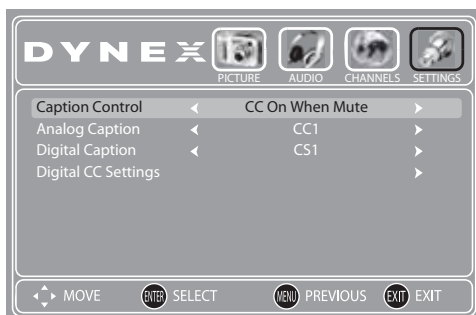 DYNEX
PICTURE AUDIO CHANNELS SETTINGS
Caption Control CC On When Mute
Analog Caption CC1
Digital Caption CS1
Digital CC Settings
MOVE ENTER SELECT MENU PREVIOUS EXIT EXIT